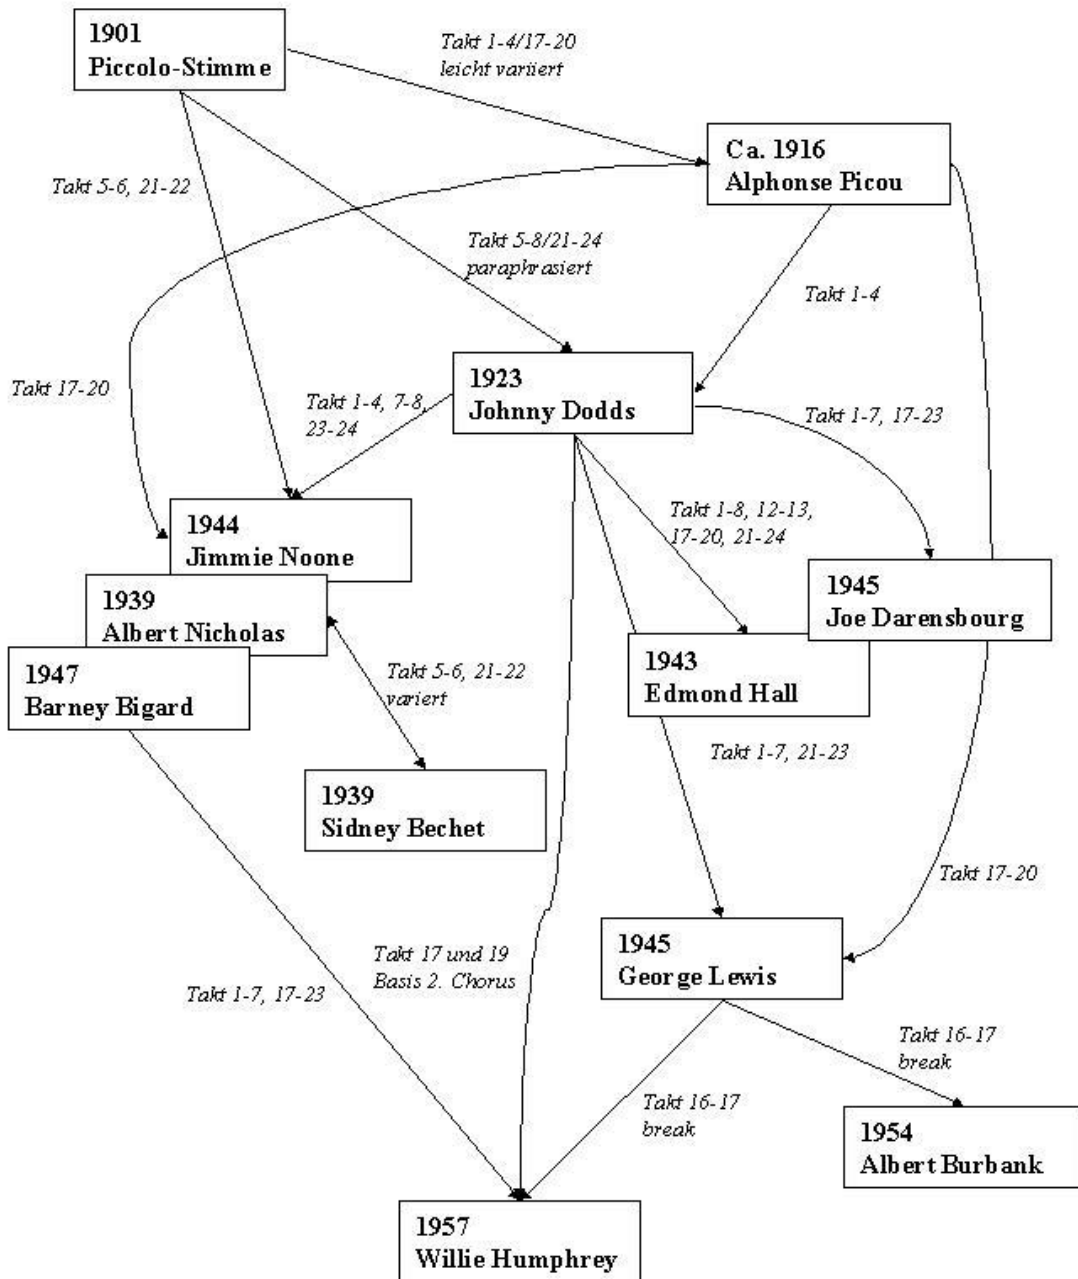 1901
Piccolo-Stimme
Takt 1-4/17-20
leicht variiert
Ca. 1916
Alphonse Picou
Takt 5-6, 21-22
Takt 5-8/21-24
paraphrasiert
Takt 1-4
Takt 17-20
1923
Johnny Dodds
Takt 1-4, 7-8,
23-24
Takt 1-7, 17-23
1944
Jimmie Noone
Takt 1-8, 12-13,
17-20, 21-24
1939
Albert Nicholas
1945
Joe Darensbourg
1947
Barney Bigard
Takt 5-6, 21-22
variert
1943
Edmond Hall
Takt 1-7, 21-23
1939
Sidney Bechet
Takt 17-20
Takt 17 und 19
Basis 2. Chorus
1945
George Lewis
Takt 1-7, 17-23
Takt 16-17
break
Takt 16-17
break
1954
Albert Burbank
1957
Willie Humphrey